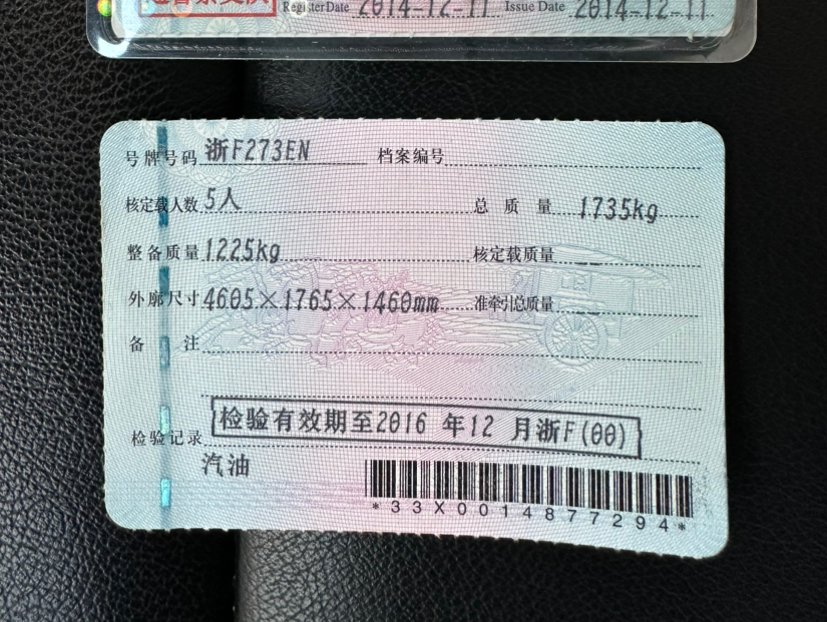 Register Date 2014-12-11 Issue Date 2014-12-11
号牌号码 浙F273EN 档案编号
核定载人数 5人 总质量 1735kg
整备质量 1225kg 核定载质量
外廓尺寸 4605×1765×1460mm 准牵引总质量
备注
检验记录 检验有效期至2016年12月浙F(00)
汽油
*33X0014877294*